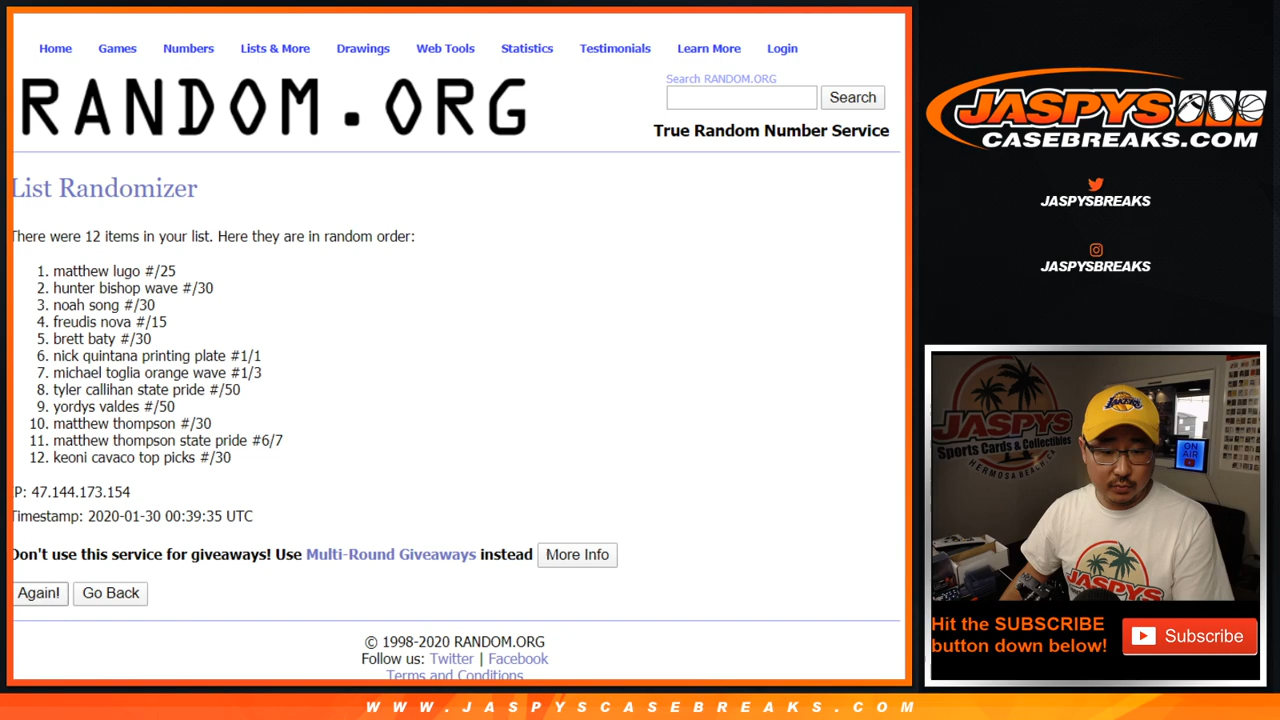 Home Games Numbers Lists & More Drawings Web Tools Statistics Testimonials Learn More Login
RANDOM.ORG
Search RANDOM.ORG
Search
True Random Number Service
List Randomizer
There were 12 items in your list. Here they are in random order:
1. matthew lugo #/25
2. hunter bishop wave #/30
3. noah song #/30
4. freudis nova #/15
5. brett baty #/30
6. nick quintana printing plate #1/1
7. michael toglia orange wave #1/3
8. tyler callihan state pride #/50
9. yordys valdes #/50
10. matthew thompson #/30
11. matthew thompson state pride #6/7
12. keoni cavaco top picks #/30
IP: 47.144.173.154
Timestamp: 2020-01-30 00:39:35 UTC
Don't use this service for giveaways! Use Multi-Round Giveaways instead More Info
Again! Go Back
© 1998-2020 RANDOM.ORG
Follow us: Twitter | Facebook
Terms and Conditions
JASPYS
CASEBREAKS.COM
JASPYSBREAKS
JASPYSBREAKS
JASPYS
Sports Cards & Collectibles
HERMOSA BEACH, CA
LAKERS
ON
AIR
JASPYS
Hit the SUBSCRIBE
button down below!
Subscribe
WWW.JASPYSCASEBREAKS.COM